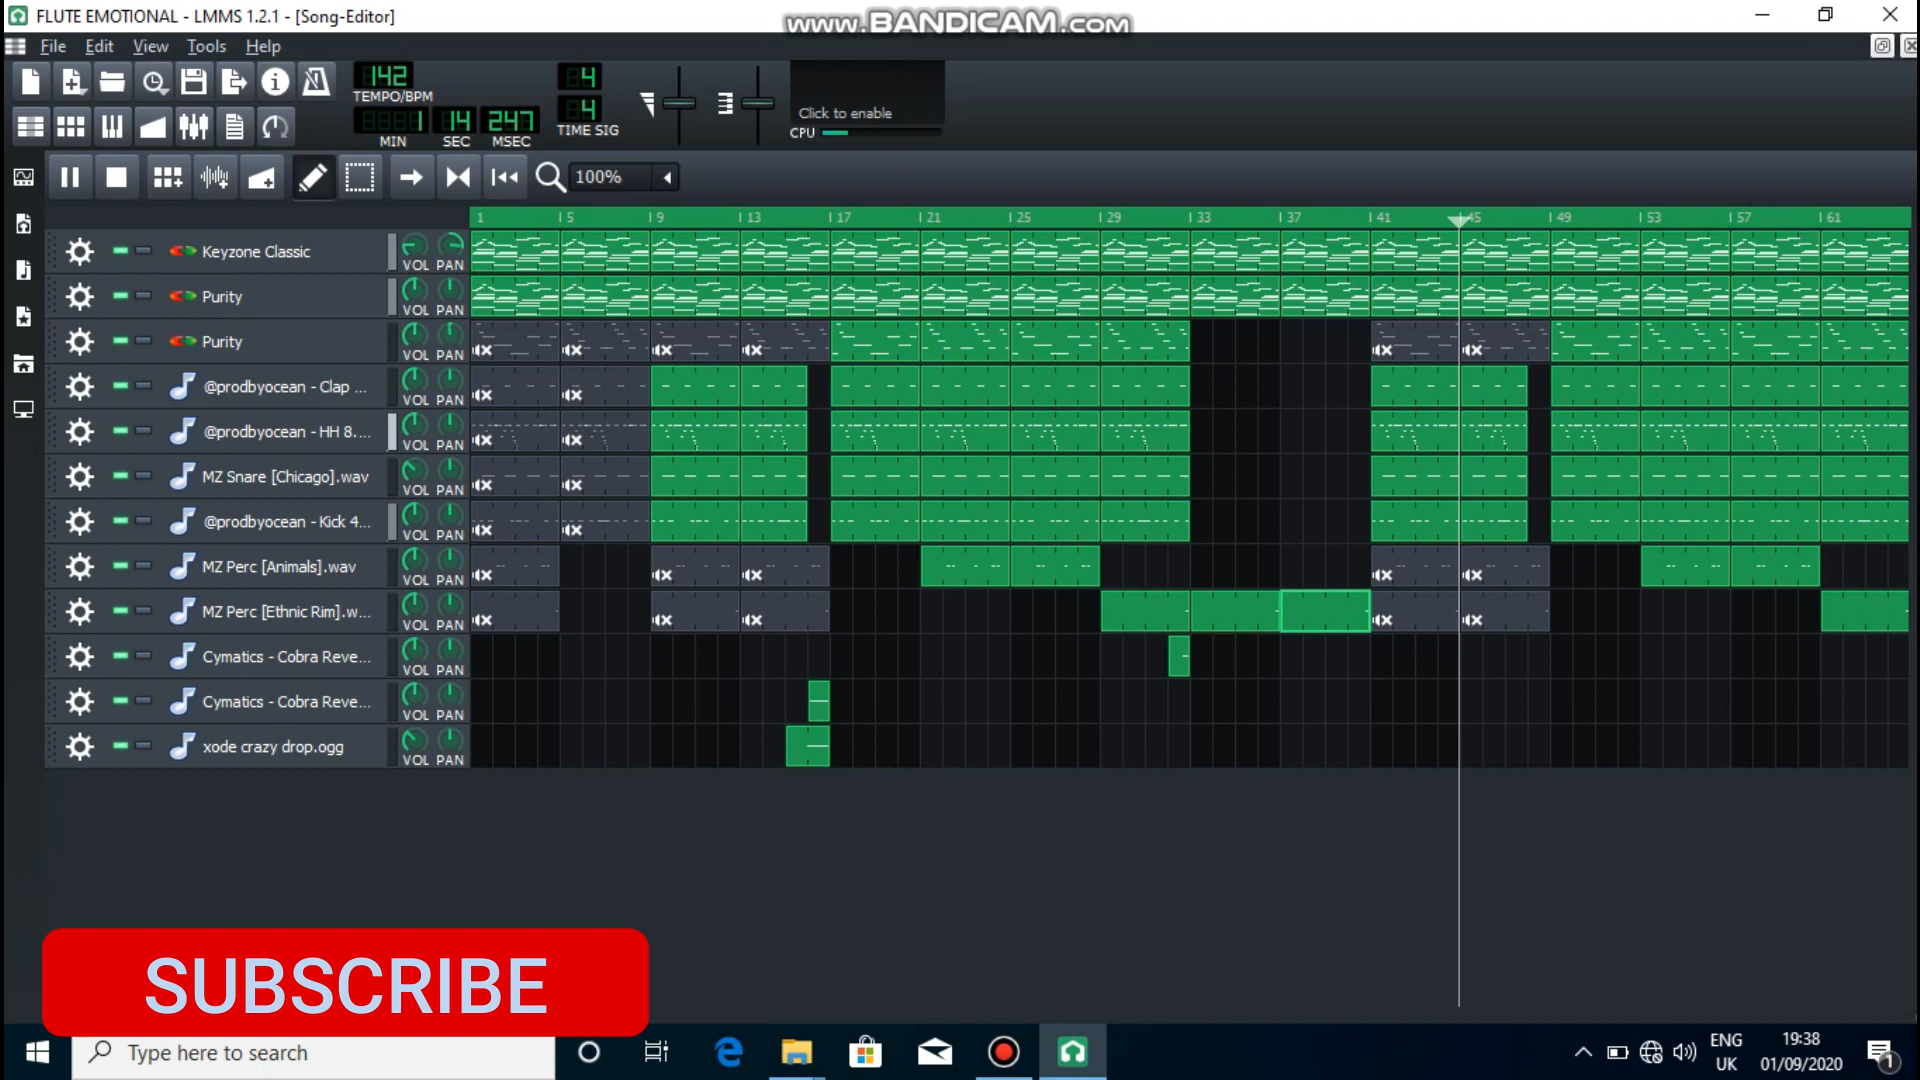 FLUTE EMOTIONAL - LMMS 1.2.1 - [Song-Editor]
www.BANDICAM.com
File Edit View Tools Help
142
TEMPO/BPM
1 14 247
MIN SEC MSEC
4
4
TIME SIG
Click to enable
CPU
100%
1 5 9 13 17 21 25 29 33 37 41 45 49 53 57 61
Keyzone Classic
VOL PAN
Purity
VOL PAN
Purity
VOL PAN
@prodbyocean - Clap ...
VOL PAN
@prodbyocean - HH 8....
VOL PAN
MZ Snare [Chicago].wav
VOL PAN
@prodbyocean - Kick 4...
VOL PAN
MZ Perc [Animals].wav
VOL PAN
MZ Perc [Ethnic Rim].w...
VOL PAN
Cymatics - Cobra Reve...
VOL PAN
Cymatics - Cobra Reve...
VOL PAN
xode crazy drop.ogg
VOL PAN
SUBSCRIBE
Type here to search
ENG
UK
19:38
01/09/2020
1